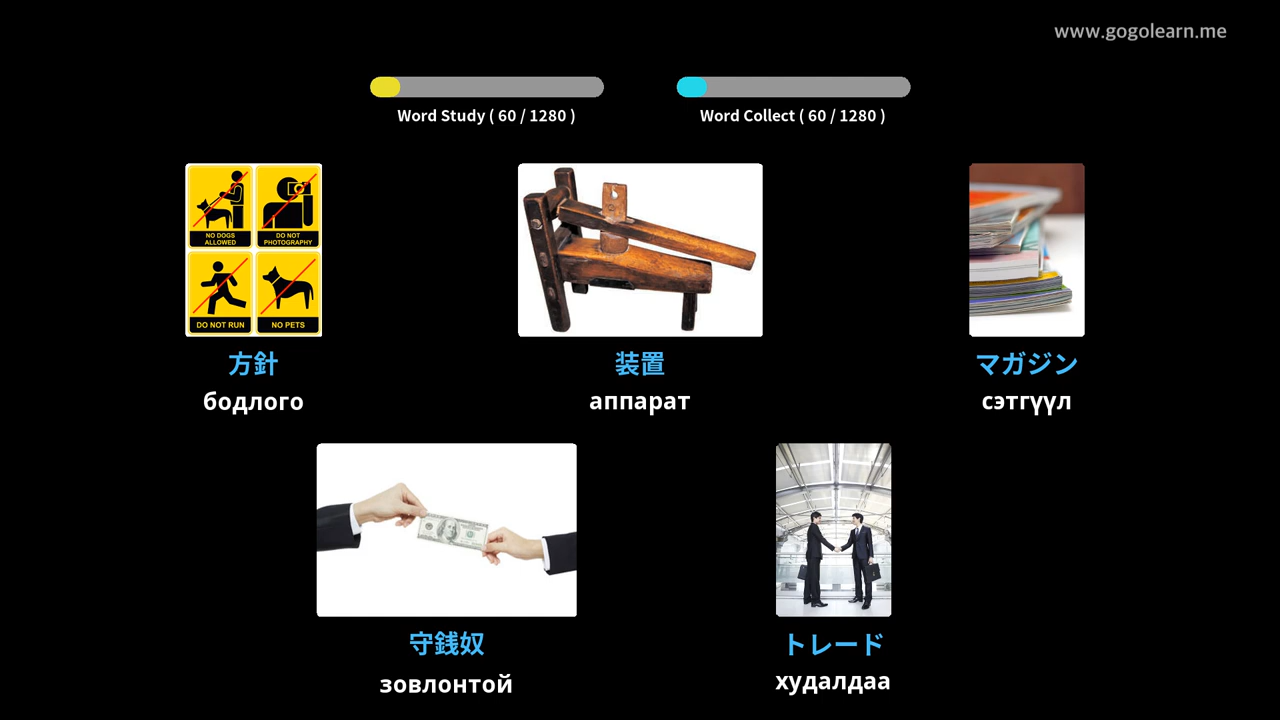 www.gogolearn.me
Word Study ( 60 / 1280 )
Word Collect ( 60 / 1280 )
NO DOGS
ALLOWED
DO NOT
PHOTOGRAPHY
DO NOT RUN
NO PETS
方針
бодлого
装置
аппарат
マガジン
сэтгүүл
守銭奴
зовлонтой
トレード
худалдаа